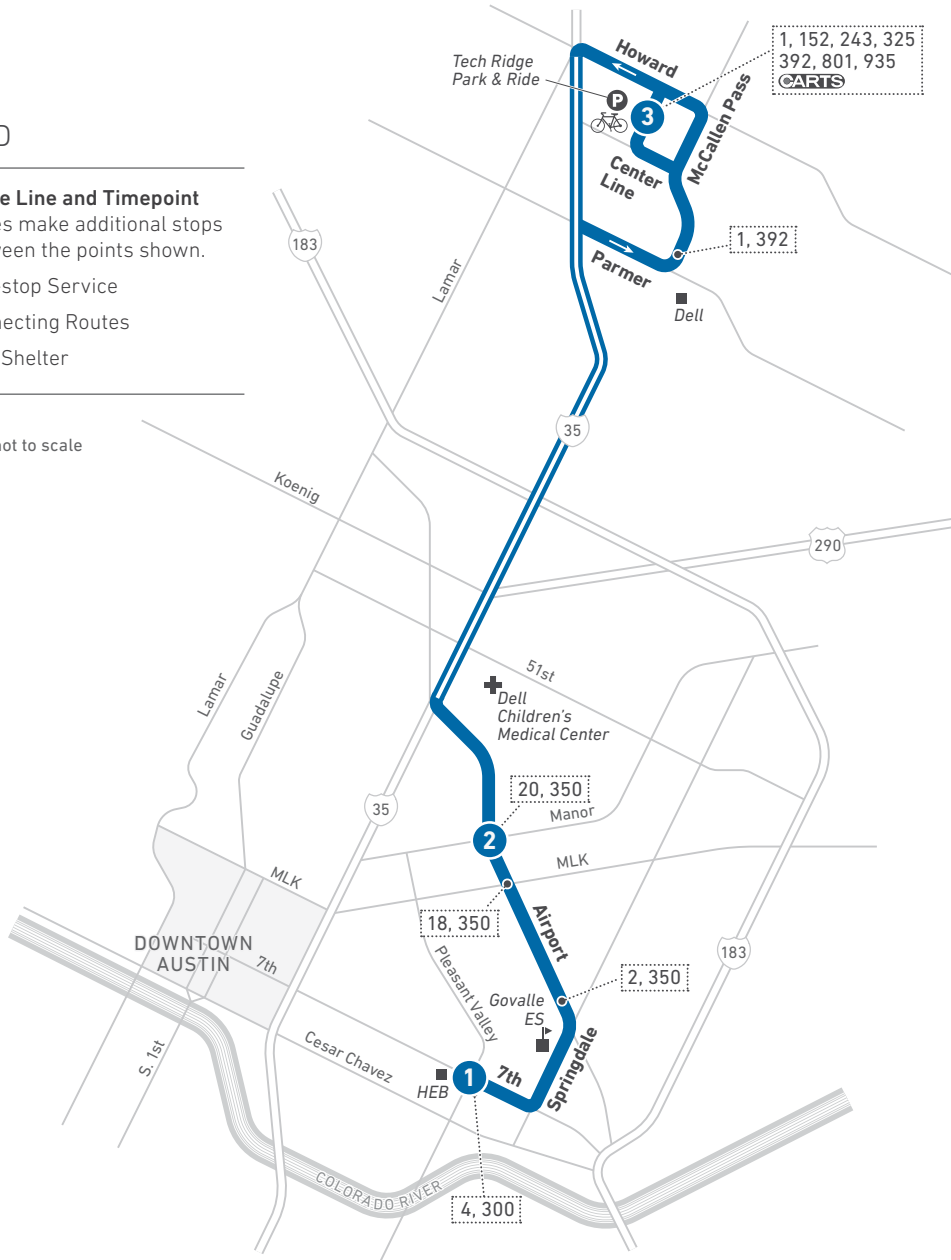 Howard
1, 152, 243, 325
392, 801, 935
CARTS
Tech Ridge
Park & Ride
P
3
McCallen Pass
Center
Line
1, 392
Parmer
Dell
e Line and Timepoint
es make additional stops
ween the points shown.
stop Service
necting Routes
Shelter
not to scale
183
Lamar
35
Koenig
290
51st
Dell
Children's
Medical Center
Lamar
Guadalupe
35
20, 350
Manor
2
MLK
MLK
18, 350
Airport
DOWNTOWN
AUSTIN
7th
Pleasant Valley
183
2, 350
Govalle
ES
S. 1st
Cesar Chavez
HEB
1
7th
Springdale
COLORADO RIVER
4, 300